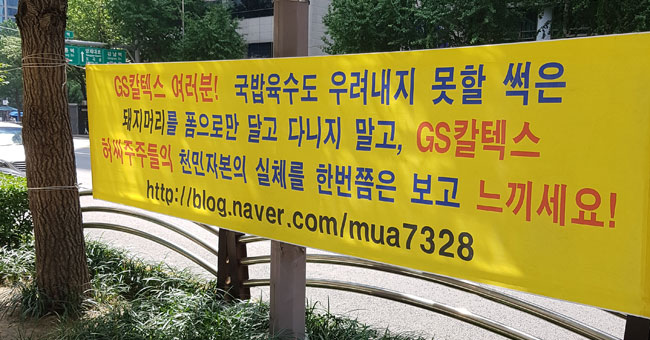 GS칼텍스 여러분! 국밥육수도 우려내지 못할 썩은
돼지머리를 폼으로만 달고 다니지 말고, GS칼텍스
허씨주주들의 천민자본의 실체를 한번쯤은 보고 느끼세요!
http://blog.naver.com/mua7328